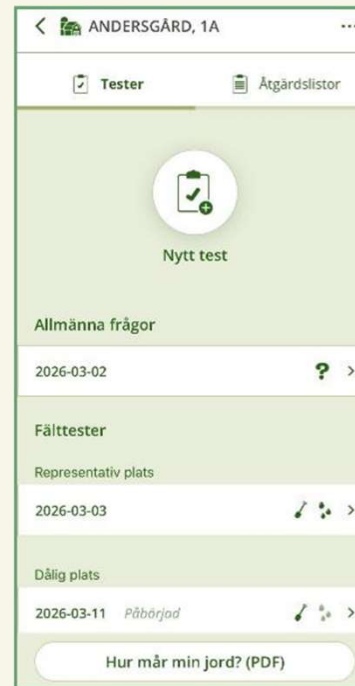 ANDERSGÅRD, 1A
Tester
Åtgärdslistor
Nytt test
Allmänna frågor
2026-03-02
Fälttester
Representativ plats
2026-03-03
Dålig plats
2026-03-11 Påbörjad
Hur mår min jord? (PDF)